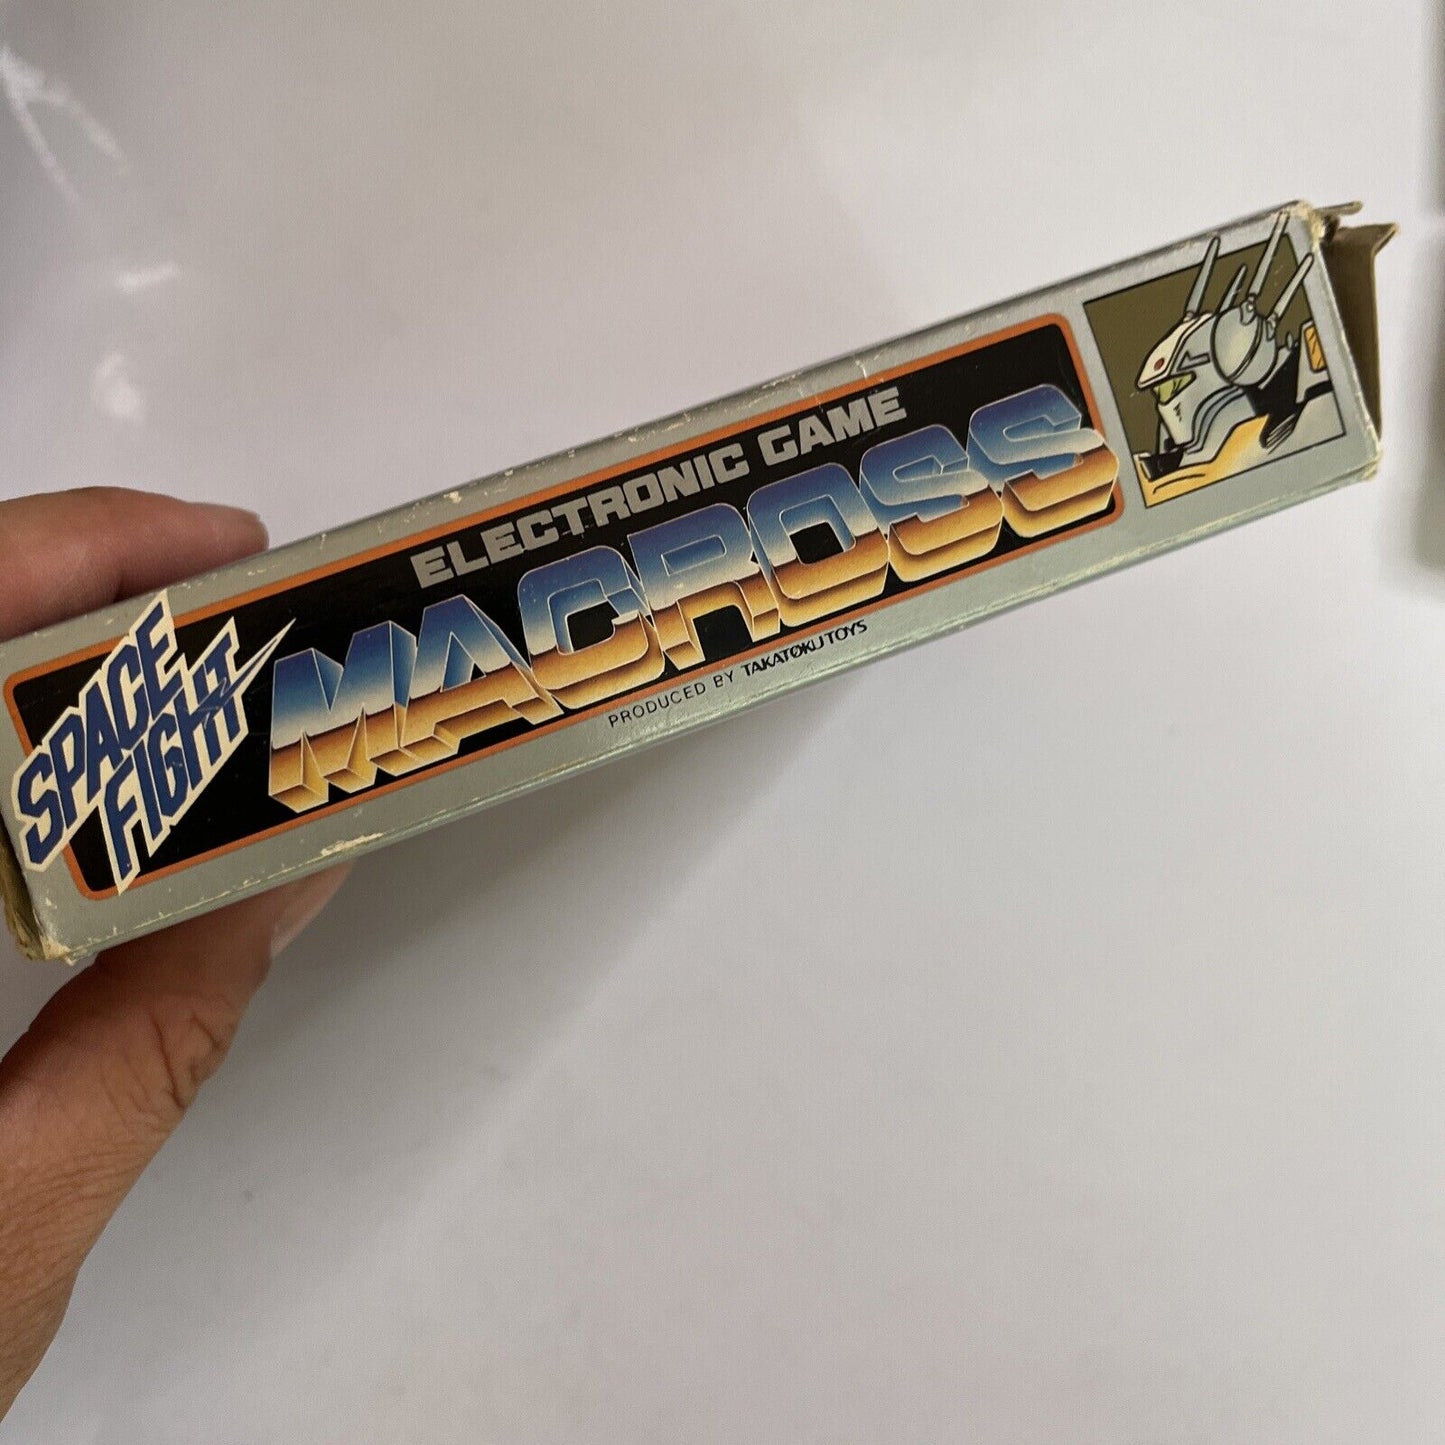 SPACE
FIGHT
ELECTRONIC GAME
MACROSS
PRODUCED BY TAKATOKU TOYS